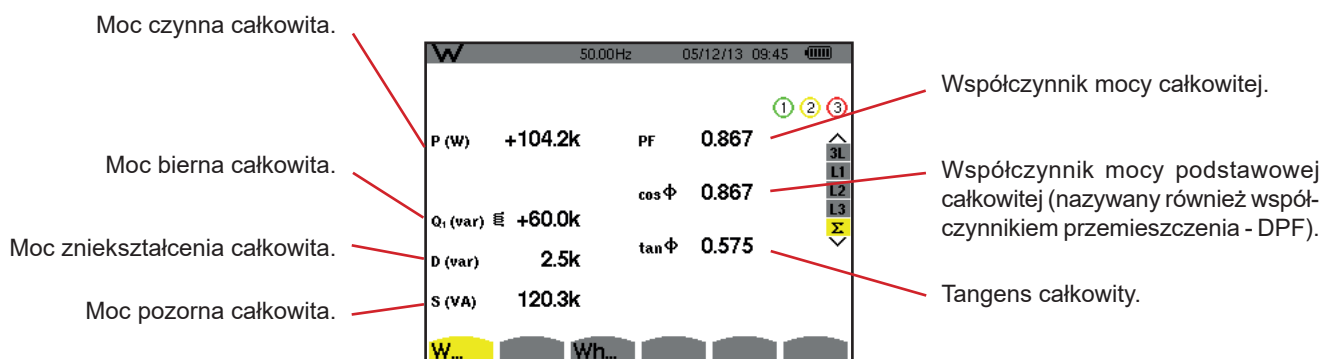 Moc czynna całkowita.
Moc bierna całkowita.
Moc zniekształcenia całkowita.
Moc pozorna całkowita.
W 50.00Hz 05/12/13 09:45
1 2 3
P (W) +104.2k PF 0.867
cos Φ 0.867
Q₁ (var) +60.0k
D (var) 2.5k tan Φ 0.575
S (VA) 120.3k
3L
L1
L2
L3
Σ
W... Wh...
Współczynnik mocy całkowitej.
Współczynnik mocy podstawowej
całkowitej (nazywany również współ-
czynnikiem przemieszczenia - DPF).
Tangens całkowity.